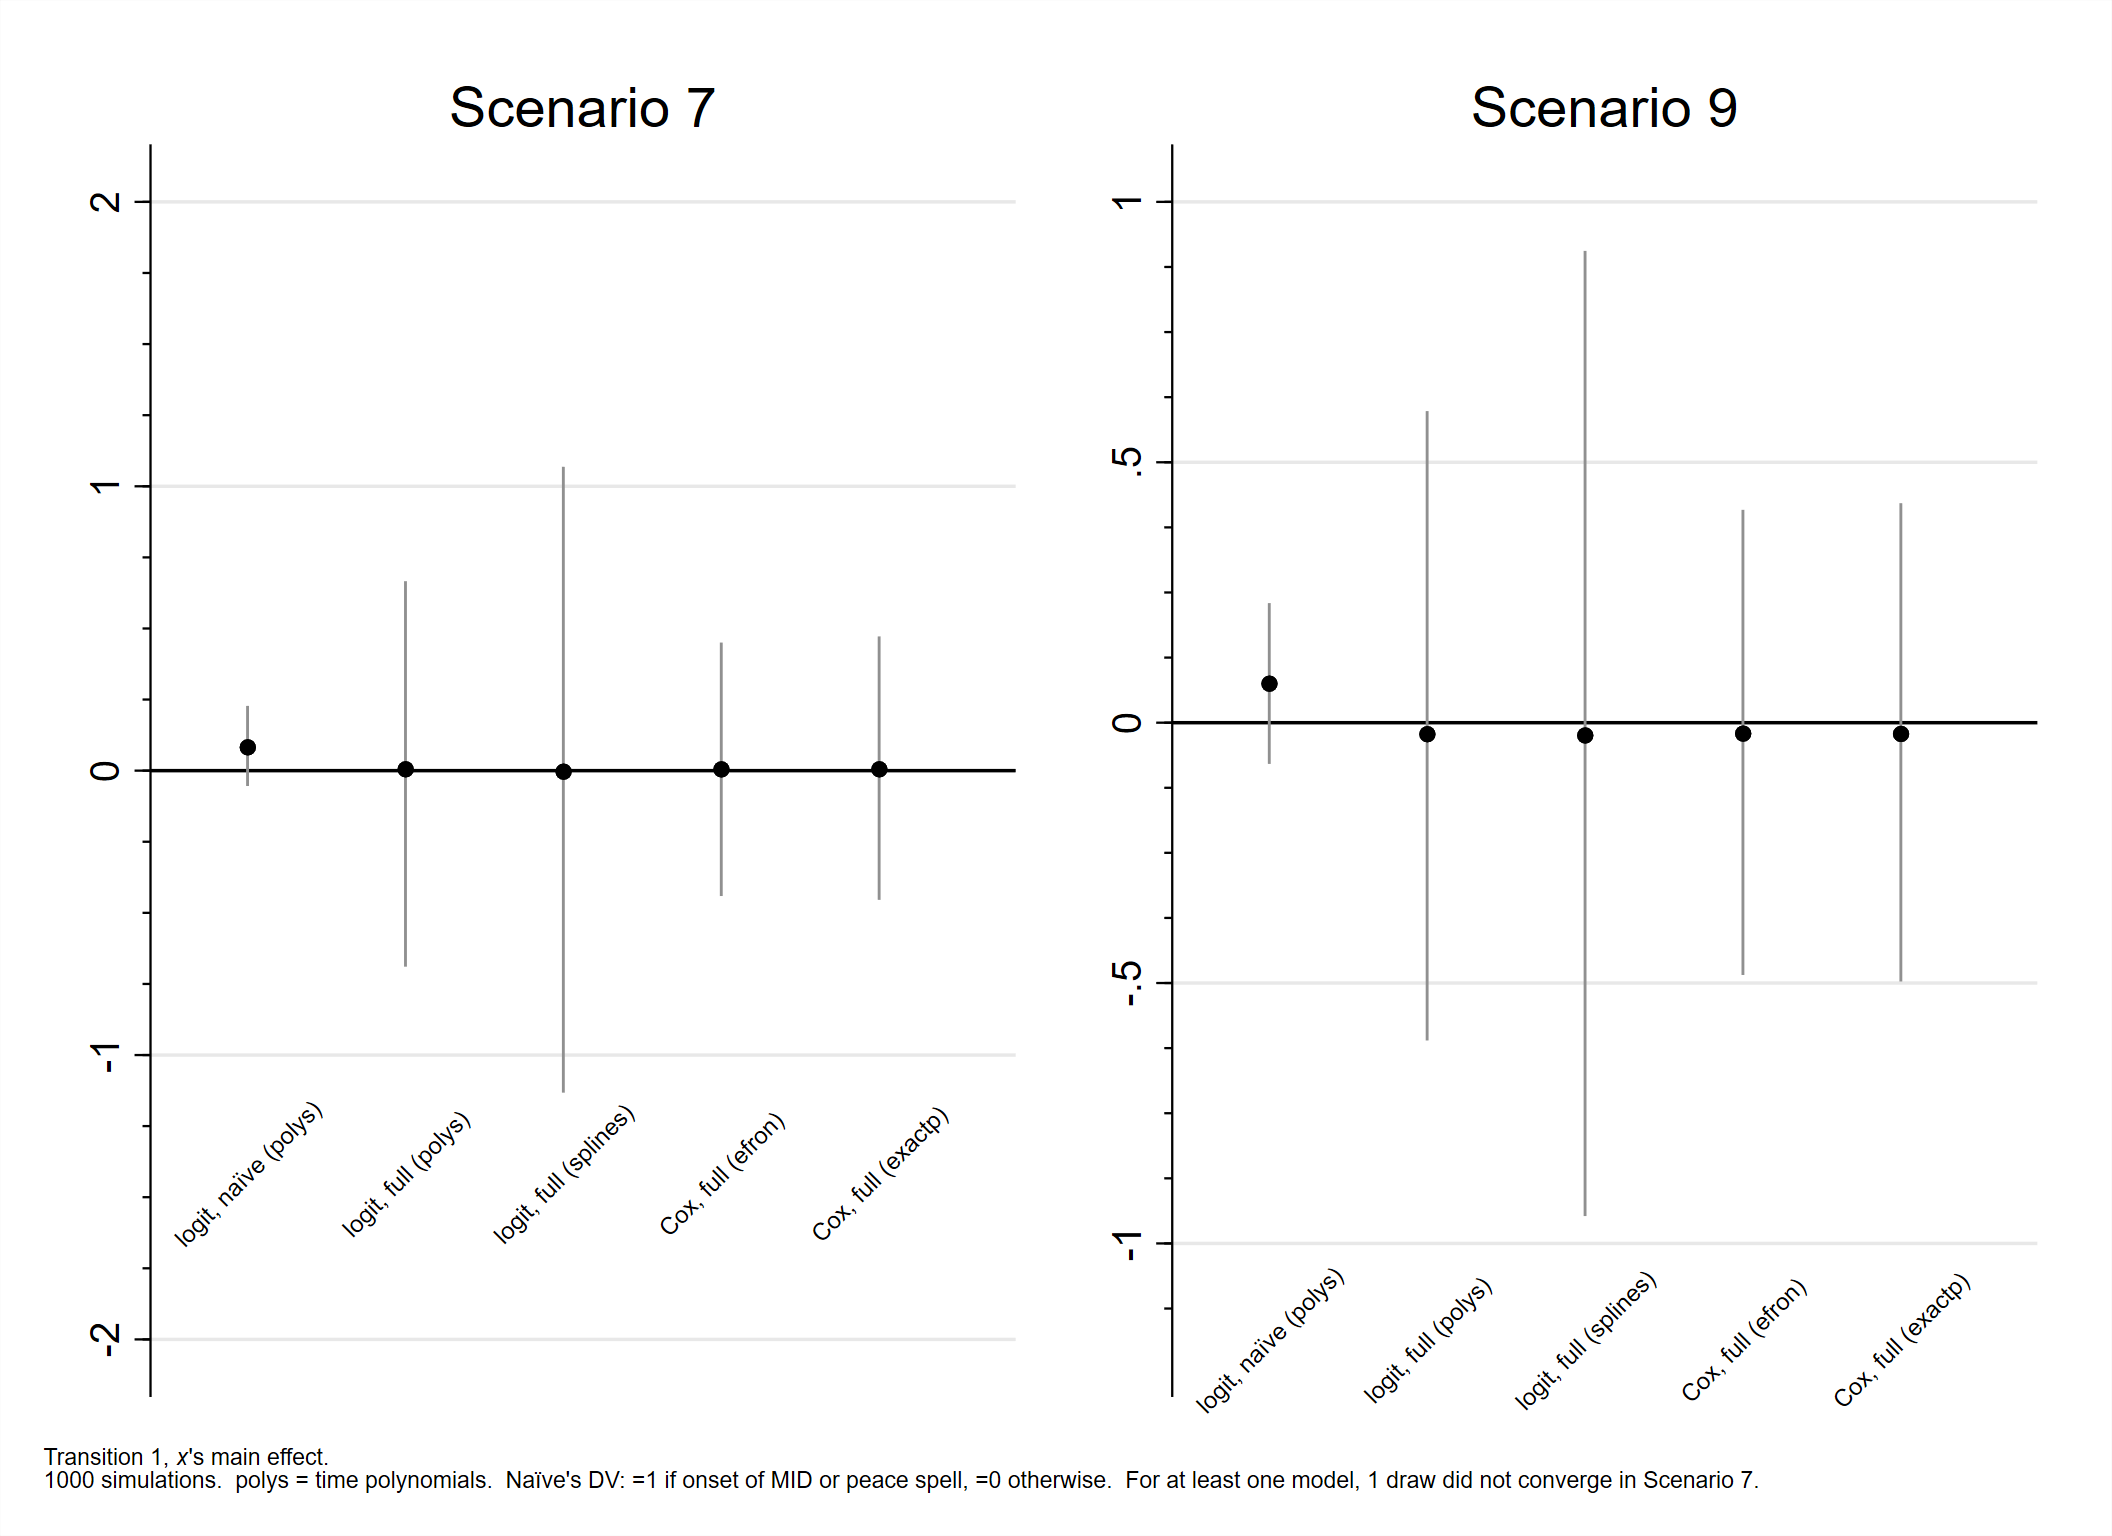 Scenario 7
2
1
0
-1
-2
logit, naïve (polys)
logit, full (polys)
logit, full (splines)
Cox, full (efron)
Cox, full (exactp)
Scenario 9
1
.5
0
-.5
-1
logit, naïve (polys)
logit, full (polys)
logit, full (splines)
Cox, full (efron)
Cox, full (exactp)
Transition 1, x's main effect.
1000 simulations.  polys = time polynomials.  Naïve's DV: =1 if onset of MID or peace spell, =0 otherwise.  For at least one model, 1 draw did not converge in Scenario 7.